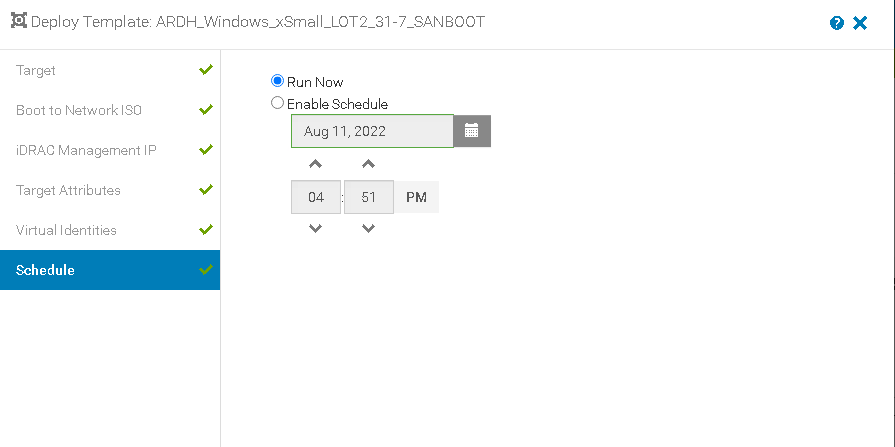 Deploy Template: ARDH_Windows_xSmall_LOT2_31-7_SANBOOT
?
Target
Boot to Network ISO
iDRAC Management IP
Target Attributes
Virtual Identities
Schedule
Run Now
Enable Schedule
Aug 11, 2022
04 : 51 PM